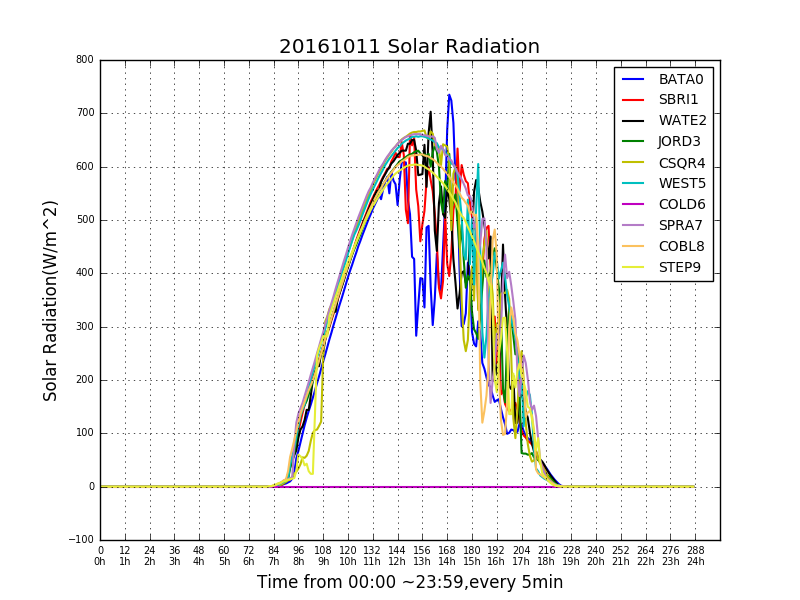 20161011 Solar Radiation
Solar Radiation(W/m^2)
800
700
600
500
400
300
200
100
0
−100
BATA0
SBRI1
WATE2
JORD3
CSQR4
WEST5
COLD6
SPRA7
COBL8
STEP9
0 12 24 36 48 60 72 84 96 108 120 132 144 156 168 180 192 204 216 228 240 252 264 276 288
0h 1h 2h 3h 4h 5h 6h 7h 8h 9h 10h 11h 12h 13h 14h 15h 16h 17h 18h 19h 20h 21h 22h 23h 24h
Time from 00:00 ~23:59,every 5min